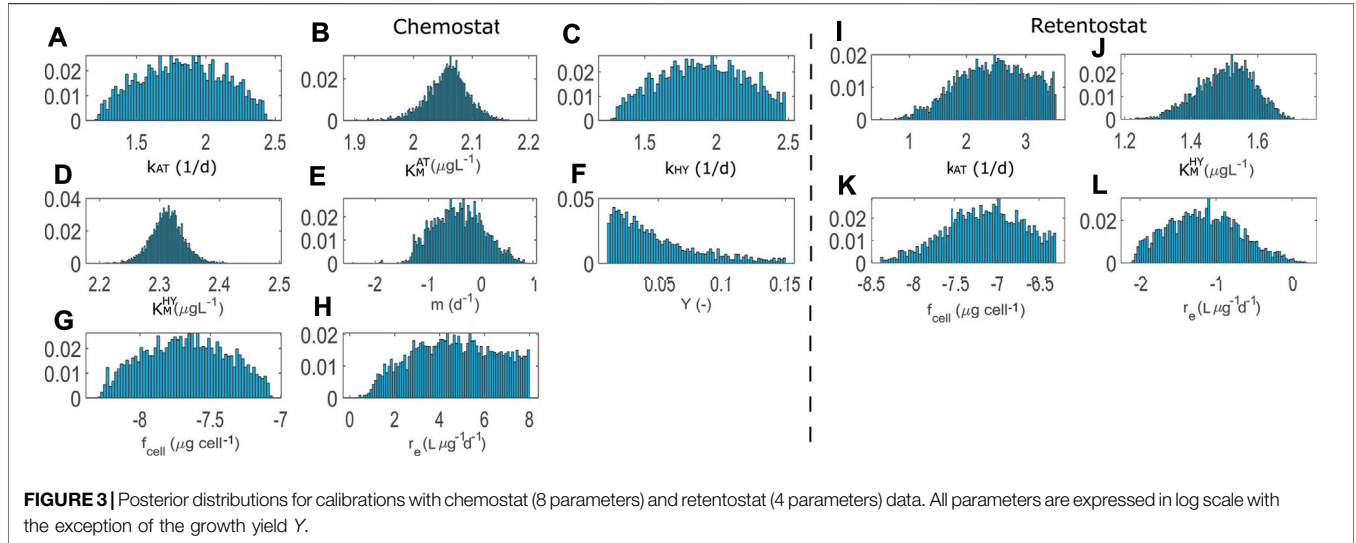 Chemostat
Retentostat
A
B
C
I
J
0.02
0.01
0
1.5
2
2.5
kAT (1/d)
0.02
0
1.9
2
2.1
2.2
K_M^AT (μgL⁻¹)
0.02
0.01
0
1.5
2
2.5
kHY (1/d)
0.02
0.01
0
1
2
3
kAT (1/d)
0.02
0.01
0
1.2
1.4
1.6
K_M^HY (μgL⁻¹)
D
E
F
K
L
0.04
0.02
0
2.2
2.3
2.4
2.5
K_M^HY (μgL⁻¹)
0.02
0.01
0
-2
-1
0
1
m (d⁻¹)
0.05
0
0.05
0.10
0.15
Y (-)
0.02
0.01
0
-8.5
-8
-7.5
-7
-6.5
f_cell (μg cell⁻¹)
0.02
0.01
0
-2
-1
0
r_e (L μg⁻¹d⁻¹)
G
H
0.02
0.01
0
-8
-7.5
-7
f_cell (μg cell⁻¹)
0.02
0.01
0
0
2
4
6
8
r_e (L μg⁻¹d⁻¹)
FIGURE 3 | Posterior distributions for calibrations with chemostat (8 parameters) and retentostat (4 parameters) data. All parameters are expressed in log scale with
the exception of the growth yield Y.